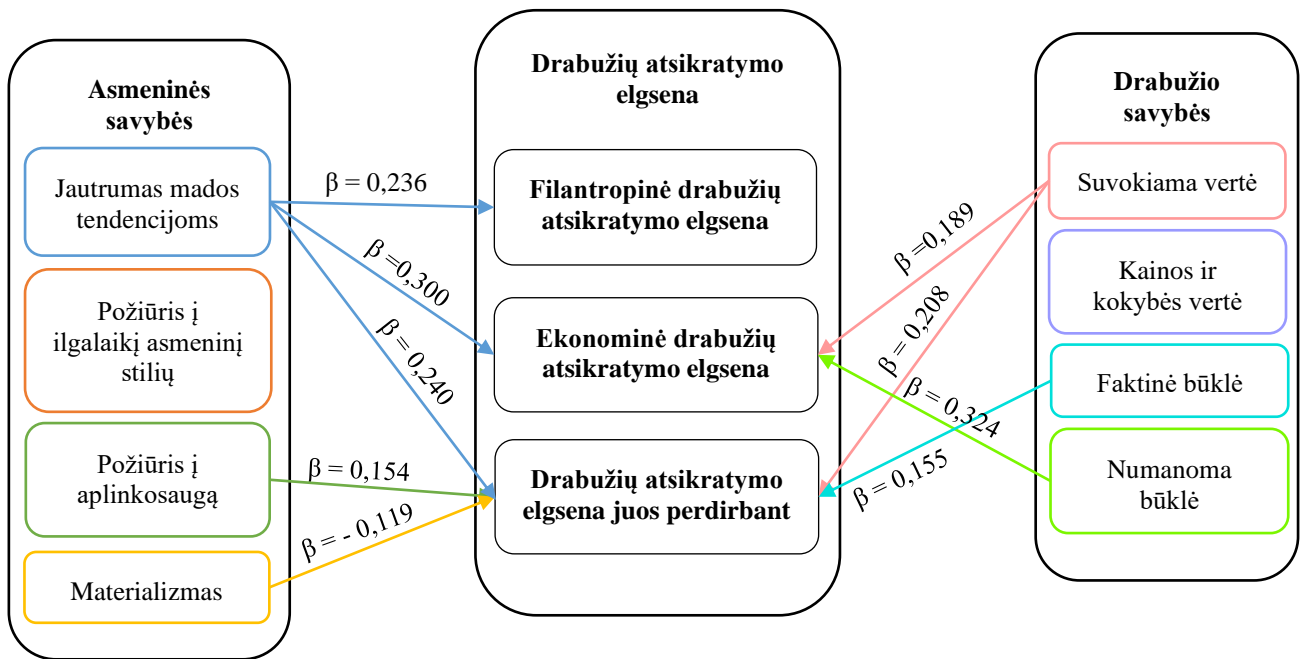 Asmeninės
savybės
Jautrumas mados
tendencijoms
Požiūris į
ilgalaikį asmeninį
stilių
Požiūris į
aplinkosaugą
Materializmas
β = 0,236
β =0,300
β = 0,240
β = 0,154
β = - 0,119
Drabužių atsikratymo
elgsena
Filantropinė drabužių
atsikratymo elgsena
Ekonominė drabužių
atsikratymo elgsena
Drabužių atsikratymo
elgsena juos perdirbant
β =0,189
β = 0,208
β = 0,324
β = 0,155
Drabužio
savybės
Suvokiama vertė
Kainos ir
kokybės vertė
Faktinė būklė
Numanoma
būklė